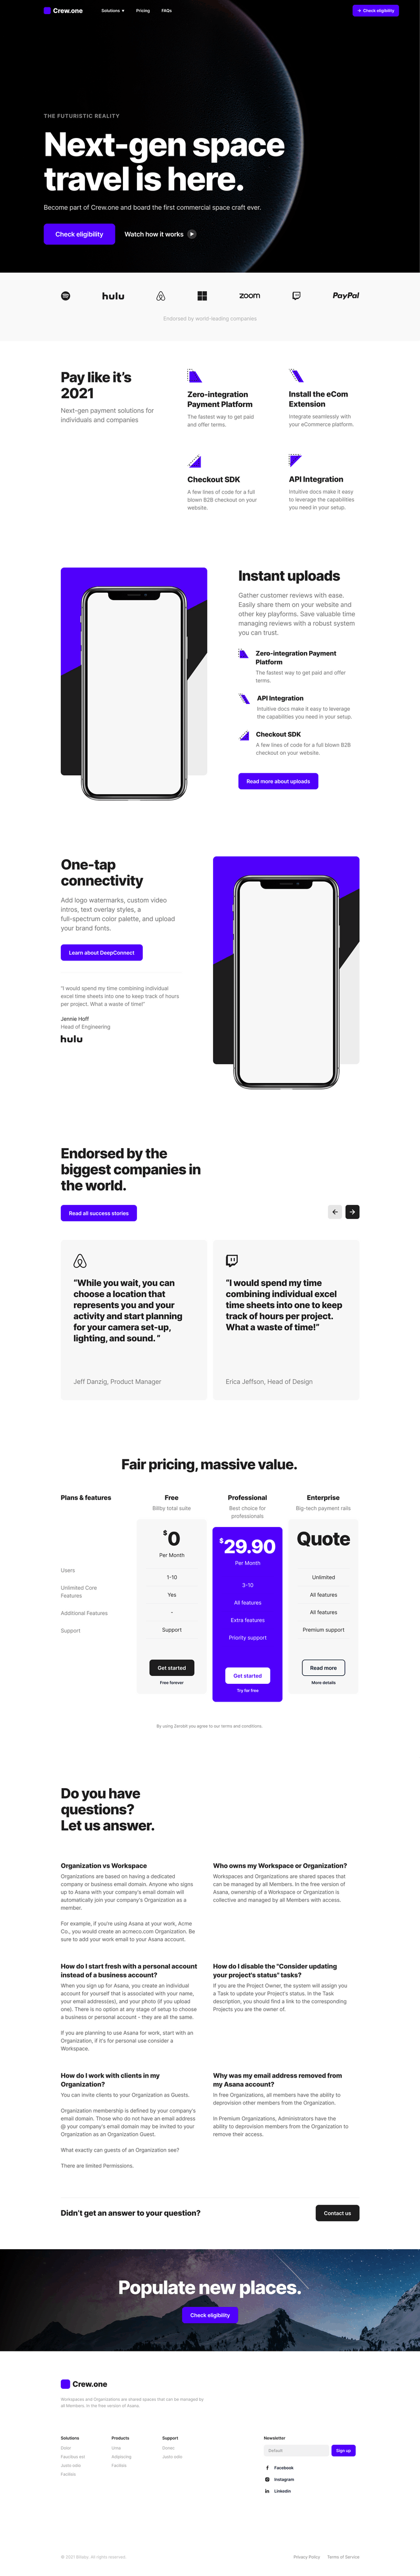 Crew.one
Solutions
Pricing
FAQs
Check eligibility
THE FUTURISTIC REALITY
Next-gen space
travel is here.
Become part of Crew.one and board the first commercial space craft ever.
Check eligibility
Watch how it works
hulu
zoom
PayPal
Endorsed by world-leading companies
Pay like it's
2021
Next-gen payment solutions for
individuals and companies
Zero-integration
Payment Platform
The fastest way to get paid
and offer terms.
Install the eCom
Extension
Integrate seamlessly with
your eCommerce platform.
Checkout SDK
A few lines of code for a full
blown B2B checkout on your
website.
API Integration
Intuitive docs make it easy
to leverage the capabilities
you need in your setup.
Instant uploads
Gather customer reviews with ease.
Easily share them on your website and
other key platforms. Save valuable time
managing reviews with a robust system
you can trust.
Zero-integration Payment
Platform
The fastest way to get paid and offer
terms.
API Integration
Intuitive docs make it easy to leverage
the capabilities you need in your setup.
Checkout SDK
A few lines of code for a full blown B2B
checkout on your website.
Read more about uploads
One-tap
connectivity
Add logo watermarks, custom video
intros, text overlay styles, a
full-spectrum color palette, and upload
your brand fonts.
Learn about DeepConnect
"I would spend my time combining individual
excel time sheets into one to keep track of hours
per project. What a waste of time!"
Jennie Hoff
Head of Engineering
hulu
Endorsed by the
biggest companies in
the world.
Read all success stories
"While you wait, you can
choose a location that
represents you and your
activity and start planning
for your camera set-up,
lighting, and sound. "
Jeff Danzig, Product Manager
"I would spend my time
combining individual excel
time sheets into one to keep
track of hours per project.
What a waste of time!"
Erica Jeffson, Head of Design
Fair pricing, massive value.
Plans & features
Free
Billby total suite
Professional
Best choice for
professionals
Enterprise
Big-tech payment rails
$0
Per Month
$29.90
Per Month
Quote
Users
1-10
3-10
Unlimited
Unlimited Core
Features
Yes
All features
All features
Additional Features
-
Extra features
All features
Support
Support
Priority support
Premium support
Get started
Free forever
Get started
Try for free
Read more
More details
By using Zendot you agree to our terms and conditions.
Do you have
questions?
Let us answer.
Organization vs Workspace
Organizations are based on having a dedicated
company or business email domain. Anyone who signs
up to Asana with your company's email domain will
automatically join your company's Organization as a
member.
For example, if you're using Asana at your work, Acme
Co., you would create an acmeco.com Organization. Be
sure to add your work email to your Asana account.
Who owns my Workspace or Organization?
Workspaces and Organizations are shared spaces that
can be managed by all Members. In the free version of
Asana, ownership of a Workspace or Organization is
collective and managed by all Members with access.
How do I start fresh with a personal account
instead of a business account?
When you sign up for Asana, you create an individual
account for yourself that is associated with your name,
your email address(es), and your photo (if you upload
one). There is no option at any stage of setup to choose
a business or personal account - they are all the same.
If you are planning to use Asana for work, start with an
Organization, if it's for personal use consider a
Workspace.
How do I disable the "Consider updating
your project's status" tasks?
If you are the Project Owner, the system will assign you
a Task to update your Project's status. In the Task
description, you should find a link to the corresponding
Projects you are the owner of.
How do I work with clients in my
Organization?
You can invite clients to your Organization as Guests.
Organization membership is defined by your company's
email domain. Those who do not have an email address
@ your company's email domain may be invited to your
Organization as an Organization Guest.
What exactly can guests of an Organization see?
There are limited Permissions.
Why was my email address removed from
my Asana account?
In free Organizations, all members have the ability to
deprovision other members from the Organization.
In Premium Organizations, Administrators have the
ability to deprovision members from the Organization to
remove their access.
Didn't get an answer to your question?
Contact us
Populate new places.
Check eligibility
Crew.one
Workspaces and Organizations are shared spaces that can be managed by
all Members. In the free version of Asana.
Solutions
Dolor
Faucibus est
Justo odio
Facilisis
Products
Urna
Adipiscing
Facilisis
Support
Donec
Justo odio
Newsletter
Default
Sign up
Facebook
Instagram
Linkedin
© 2021 Billsby. All rights reserved
Privacy Policy
Terms of Service